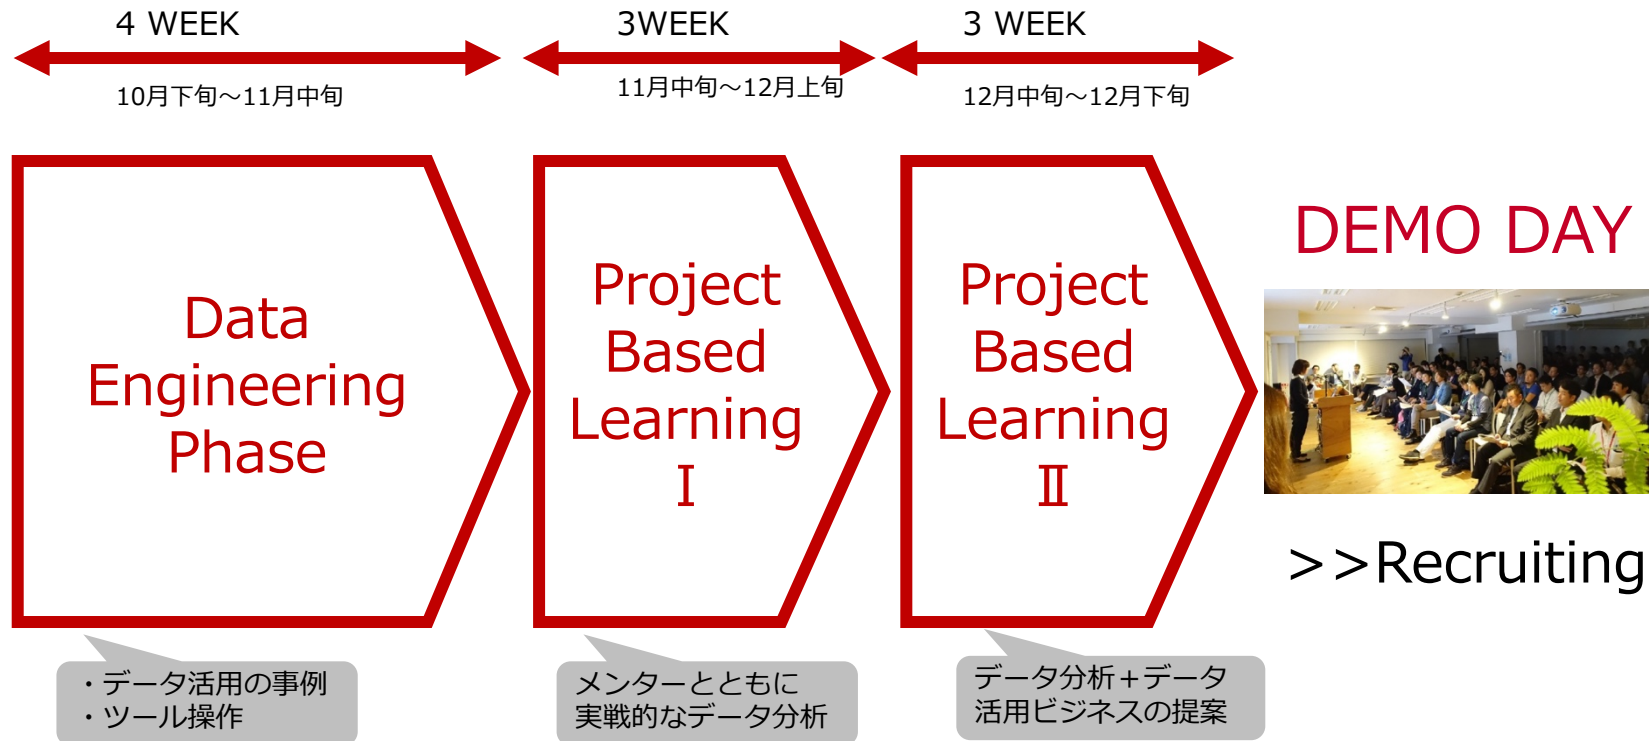 4 WEEK
10月下旬～11月中旬
3WEEK
11月中旬～12月上旬
3 WEEK
12月中旬～12月下旬
Data
Engineering
Phase
Project
Based
Learning
Ⅰ
Project
Based
Learning
Ⅱ
DEMO DAY
>>Recruiting
・データ活用の事例
・ツール操作
メンターとともに
実戦的なデータ分析
データ分析＋データ
活用ビジネスの提案